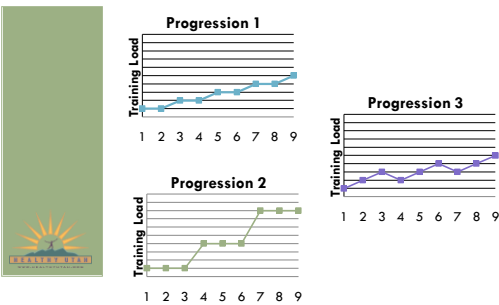 Progression 1
Training Load
1 2 3 4 5 6 7 8 9
Progression 2
Training Load
1 2 3 4 5 6 7 8 9
Progression 3
Training Load
1 2 3 4 5 6 7 8 9
HEALTHY UTAH